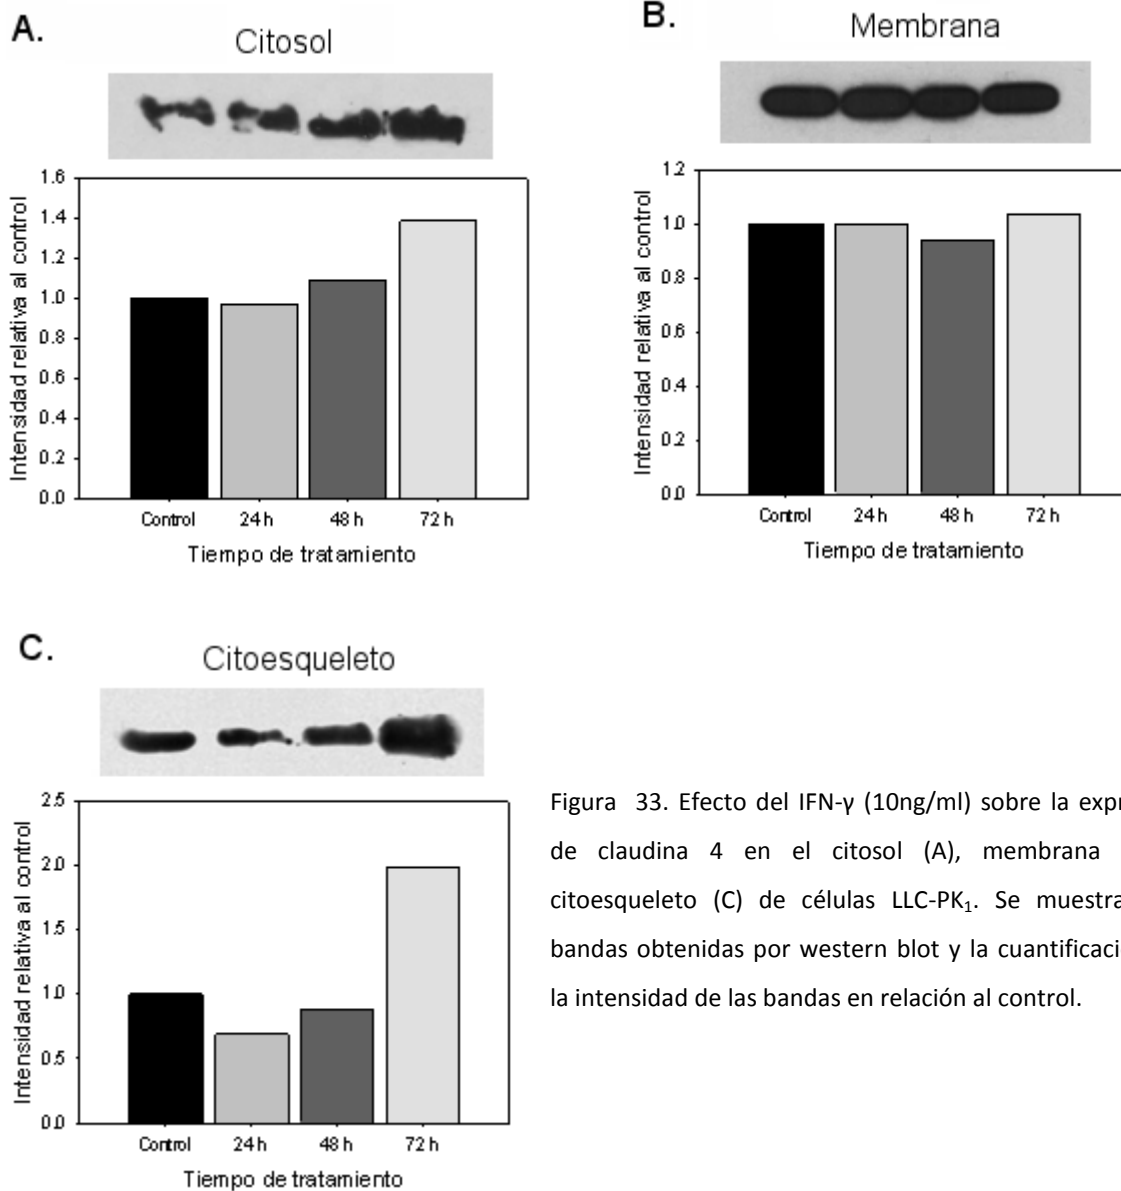 A.
Citosol
Intensidad relativa al control
1.6
1.4
1.2
1.0
0.8
0.6
0.4
0.2
0.0
Control 24 h 48 h 72 h
Tiempo de tratamiento
B.
Membrana
Intensidad relativa al control
1.2
1.0
0.8
0.6
0.4
0.2
0.0
Control 24 h 48 h 72 h
Tiempo de tratamiento
C.
Citoesqueleto
Intensidad relativa al control
2.5
2.0
1.5
1.0
0.5
0.0
Control 24 h 48 h 72 h
Tiempo de tratamiento
Figura 33. Efecto del IFN-γ (10ng/ml) sobre la
de claudina 4 en el citosol (A), membrana
citoesqueleto (C) de células LLC-PK₁. Se
bandas obtenidas por western blot y la
la intensidad de las bandas en relación al control.